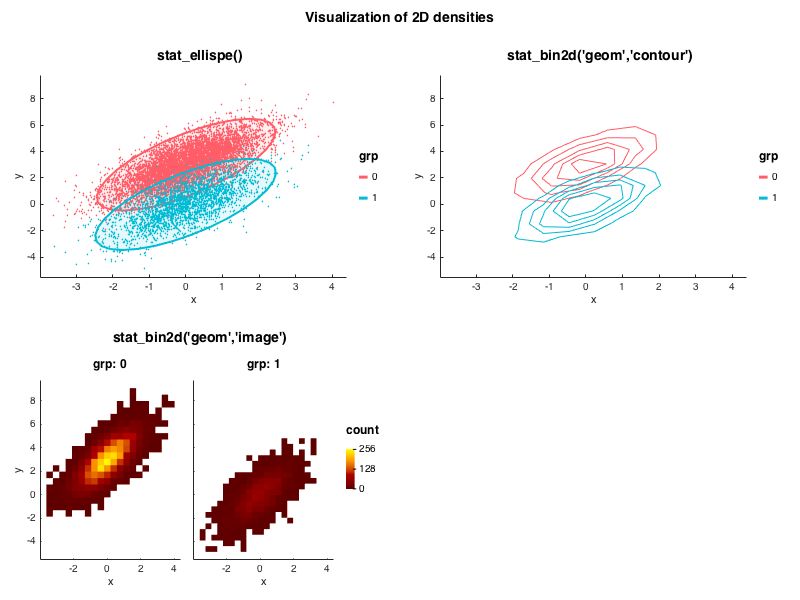 Visualization of 2D densities
stat_ellispe()
8
6
4
2
0
-2
-4
y
-3 -2 -1 0 1 2 3 4
x
grp
0
1
stat_bin2d('geom','contour')
8
6
4
2
0
-2
-4
y
-3 -2 -1 0 1 2 3 4
x
grp
0
1
stat_bin2d('geom','image')
grp: 0
grp: 1
8
6
4
2
0
-2
-4
y
-2 0 2 4
x
-2 0 2 4
x
count
256
128
0